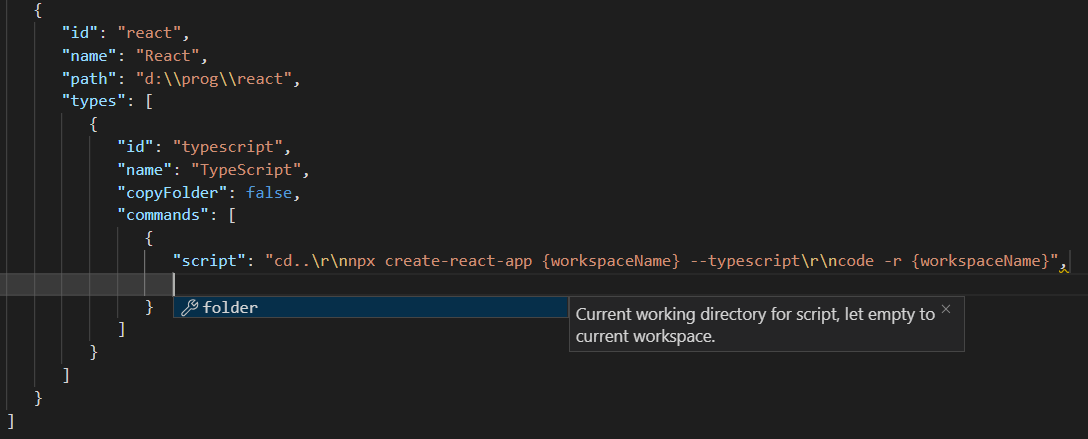 {
"id": "react",
"name": "React",
"path": "d:\\prog\\react",
"types": [
{
"id": "typescript",
"name": "TypeScript",
"copyFolder": false,
"commands": [
{
"script": "cd..\r\nnpx create-react-app {workspaceName} --typescript\r\ncode -r {workspaceName}",
folder
Current working directory for script, let empty to
current workspace.
}
]
}
]
}
]